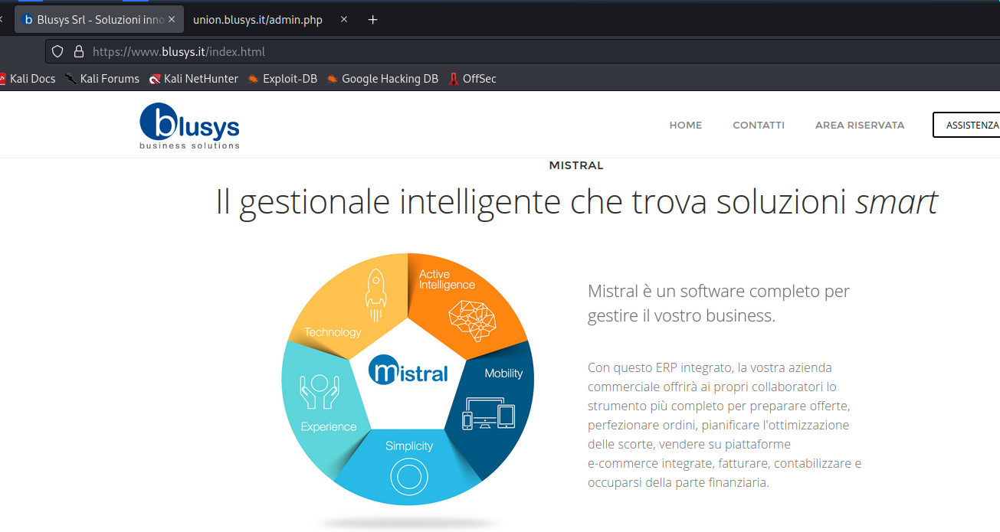 Blusys Srl - Soluzioni inno
union.blusys.it/admin.php
https://www.blusys.it/index.html
Kali Docs
Kali Forums
Kali NetHunter
Exploit-DB
Google Hacking DB
OffSec
blusys
business solutions
HOME
CONTATTI
AREA RISERVATA
ASSISTENZA
MISTRAL
Il gestionale intelligente che trova soluzioni smart
Active
Intelligence
Technology
mistral
Mobility
Experience
Simplicity
Mistral è un software completo per
gestire il vostro business.
Con questo ERP integrato, la vostra azienda
commerciale offrirà ai propri collaboratori lo
strumento più completo per preparare offerte,
perfezionare ordini, pianificare l'ottimizzazione
delle scorte, vendere su piattaforme
e-commerce integrate, fatturare, contabilizzare e
occuparsi della parte finanziaria.